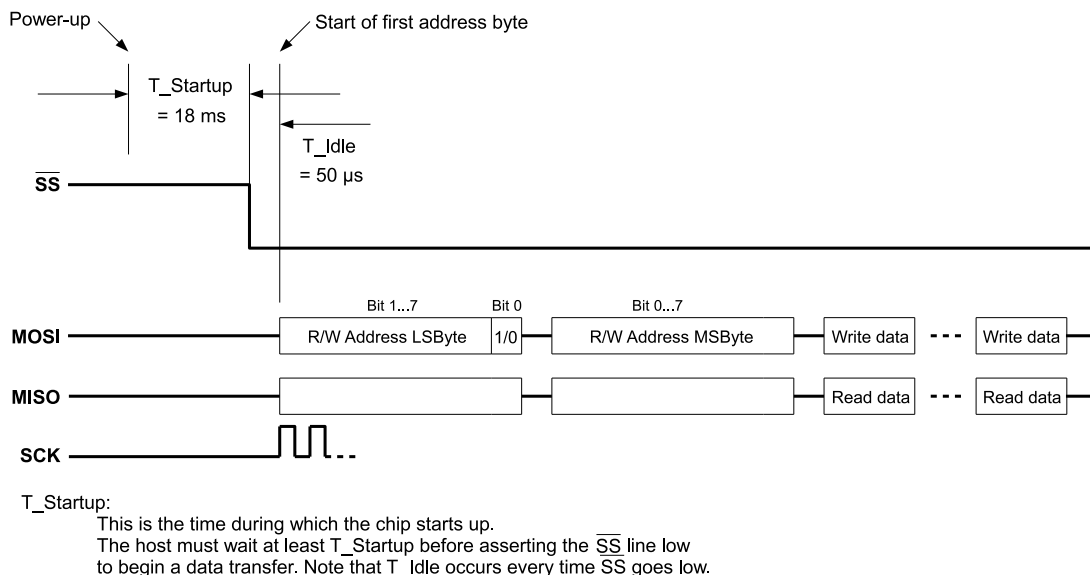 Power-up
Start of first address byte
T_Startup
= 18 ms
T_Idle
= 50 µs
SS
Bit 1...7 Bit 0 Bit 0...7
MOSI R/W Address LSByte 1/0 R/W Address MSByte Write data Write data
MISO Read data Read data
SCK
T_Startup:
This is the time during which the chip starts up.
The host must wait at least T_Startup before asserting the SS line low
to begin a data transfer. Note that T_Idle occurs every time SS goes low.